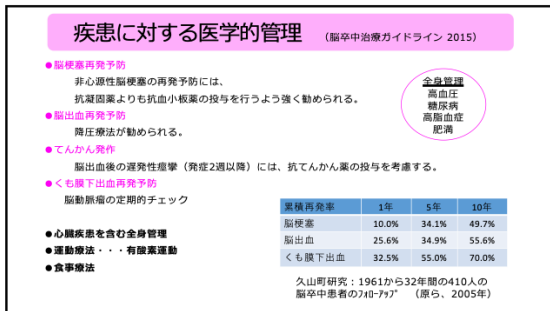 疾患に対する医学的管理 (脳卒中治療ガイドライン 2015)
●脳梗塞再発予防
非心源性脳梗塞の再発予防には、
抗凝固薬よりも抗血小板薬の投与を行うよう強く勧められる。
●脳出血再発予防
降圧療法が勧められる。
●てんかん発作
脳出血後の遅発性痙攣(発症2週以降)には、抗てんかん薬の投与を考慮する。
●くも膜下出血再発予防
脳動脈瘤の定期的チェック
●心臓疾患を含む全身管理
●運動療法・・・有酸素運動
●食事療法
全身管理
高血圧
糖尿病
高脂血症
肥満
累積再発率 1年 5年 10年
脳梗塞 10.0% 34.1% 49.7%
脳出血 25.6% 34.9% 55.6%
くも膜下出血 32.5% 55.0% 70.0%
久山町研究:1961から32年間の410人の
脳卒中患者のフォローアップ (原ら、2005年)